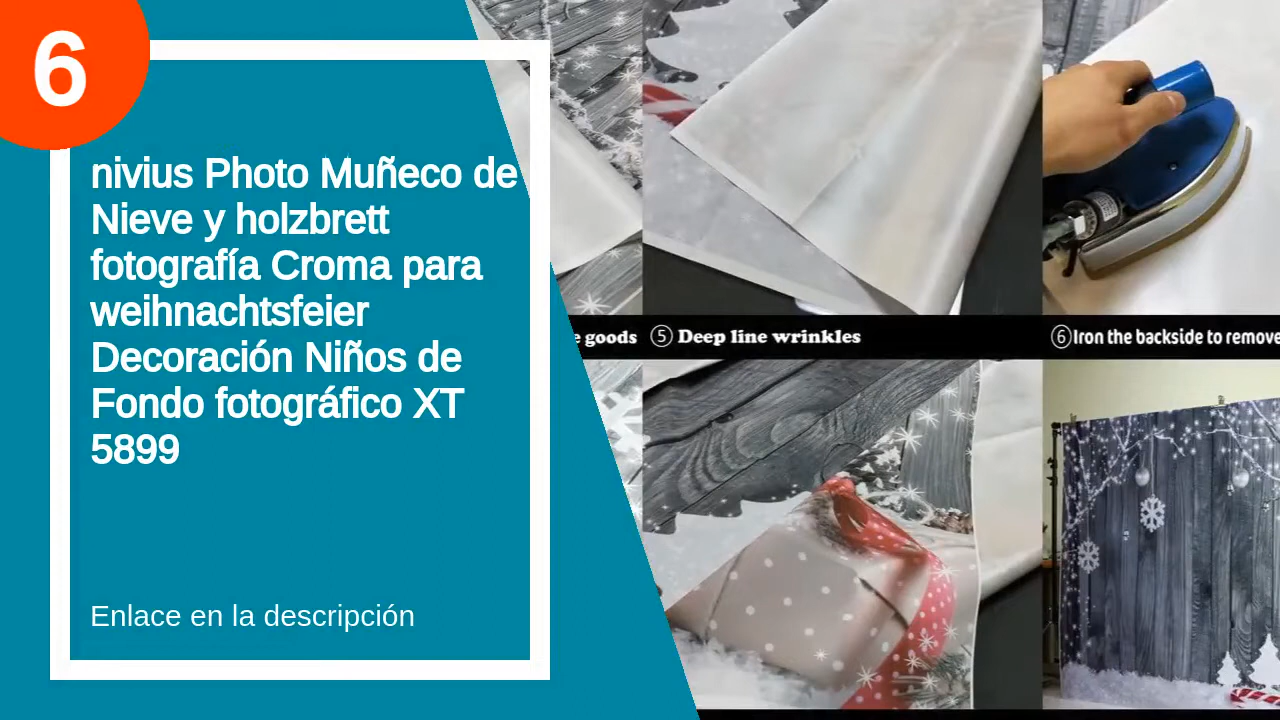 6
nivius Photo Muñeco de
Nieve y holzbrett
fotografía Croma para
weihnachtsfeier
Decoración Niños de
Fondo fotográfico XT
5899
Enlace en la descripción
goods
⑤ Deep line wrinkles
⑥Iron the backside to remove